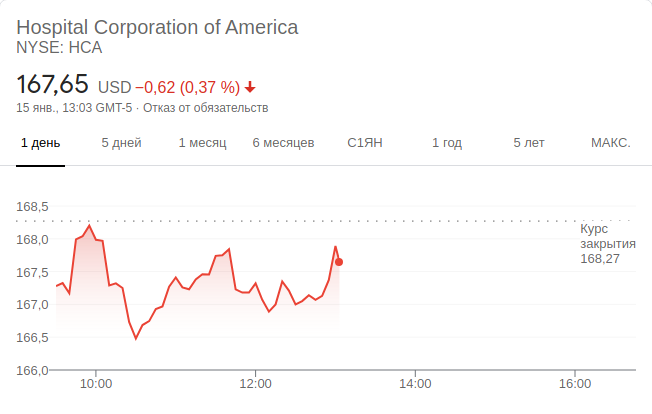 Hospital Corporation of America
NYSE: HCA
167,65 USD −0,62 (0,37 %)
15 янв., 13:03 GMT-5 · Отказ от обязательств
1 день 5 дней 1 месяц 6 месяцев С1ЯН 1 год 5 лет МАКС.
168,5
Курс
168,0
закрытия
168,27
167,5
167,0
166,5
166,0
10:00 12:00 14:00 16:00